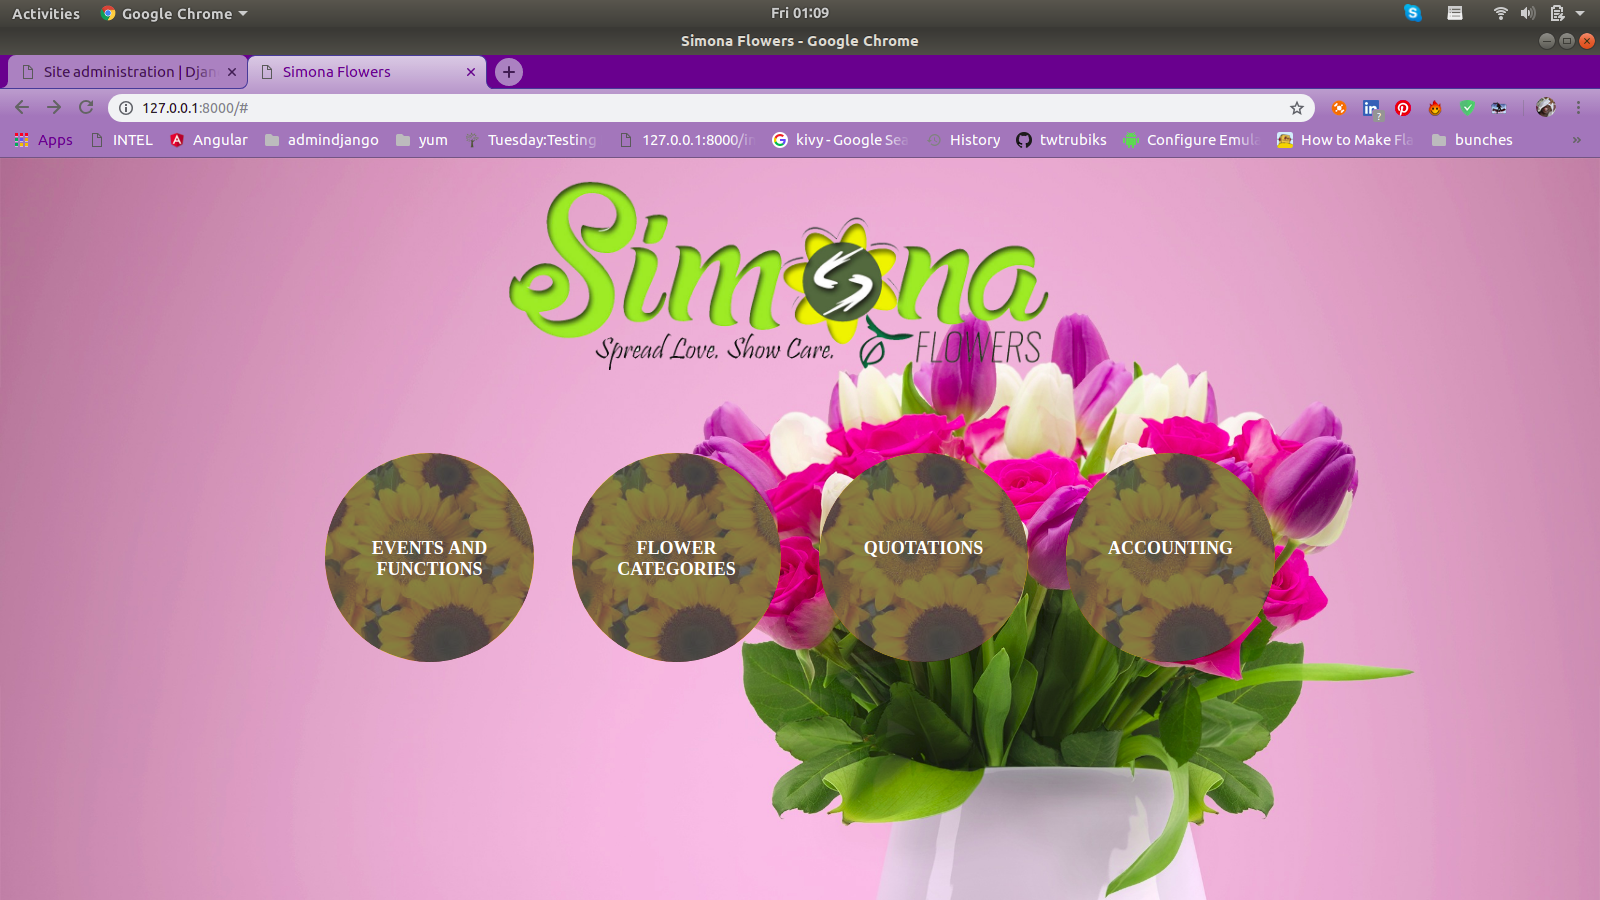 Activities
Google Chrome
Fri 01:09
S
Simona Flowers - Google Chrome
Site administration | Djan
Simona Flowers
127.0.0.1:8000/#
in
?
Apps
INTEL
Angular
admindjango
yum
Tuesday:Testing
127.0.0.1:8000/in
kivy - Google Sea
History
twtrubiks
Configure Emula
How to Make Fla
bunches
»
Simona
Spread Love. Show Care.
FLOWERS
EVENTS AND
FUNCTIONS
FLOWER
CATEGORIES
QUOTATIONS
ACCOUNTING